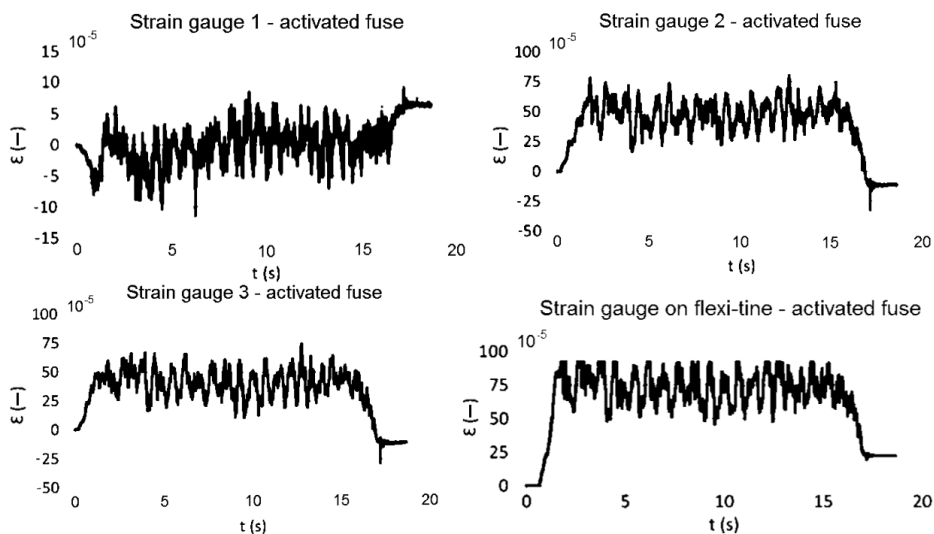 Strain gauge 1 - activated fuse
10⁻⁵
15
10
5
0
-5
-10
-15
ε (–)
0 5 10 15 20
t (s)
Strain gauge 2 - activated fuse
10⁻⁵
100
75
50
25
0
-25
-50
ε (–)
0 5 10 15 20
t (s)
Strain gauge 3 - activated fuse
10⁻⁵
100
75
50
25
0
-25
-50
ε (–)
0 5 10 15 20
t (s)
Strain gauge on flexi-tine - activated fuse
10⁻⁵
100
75
50
25
0
ε (–)
5 10 15 20
t (s)